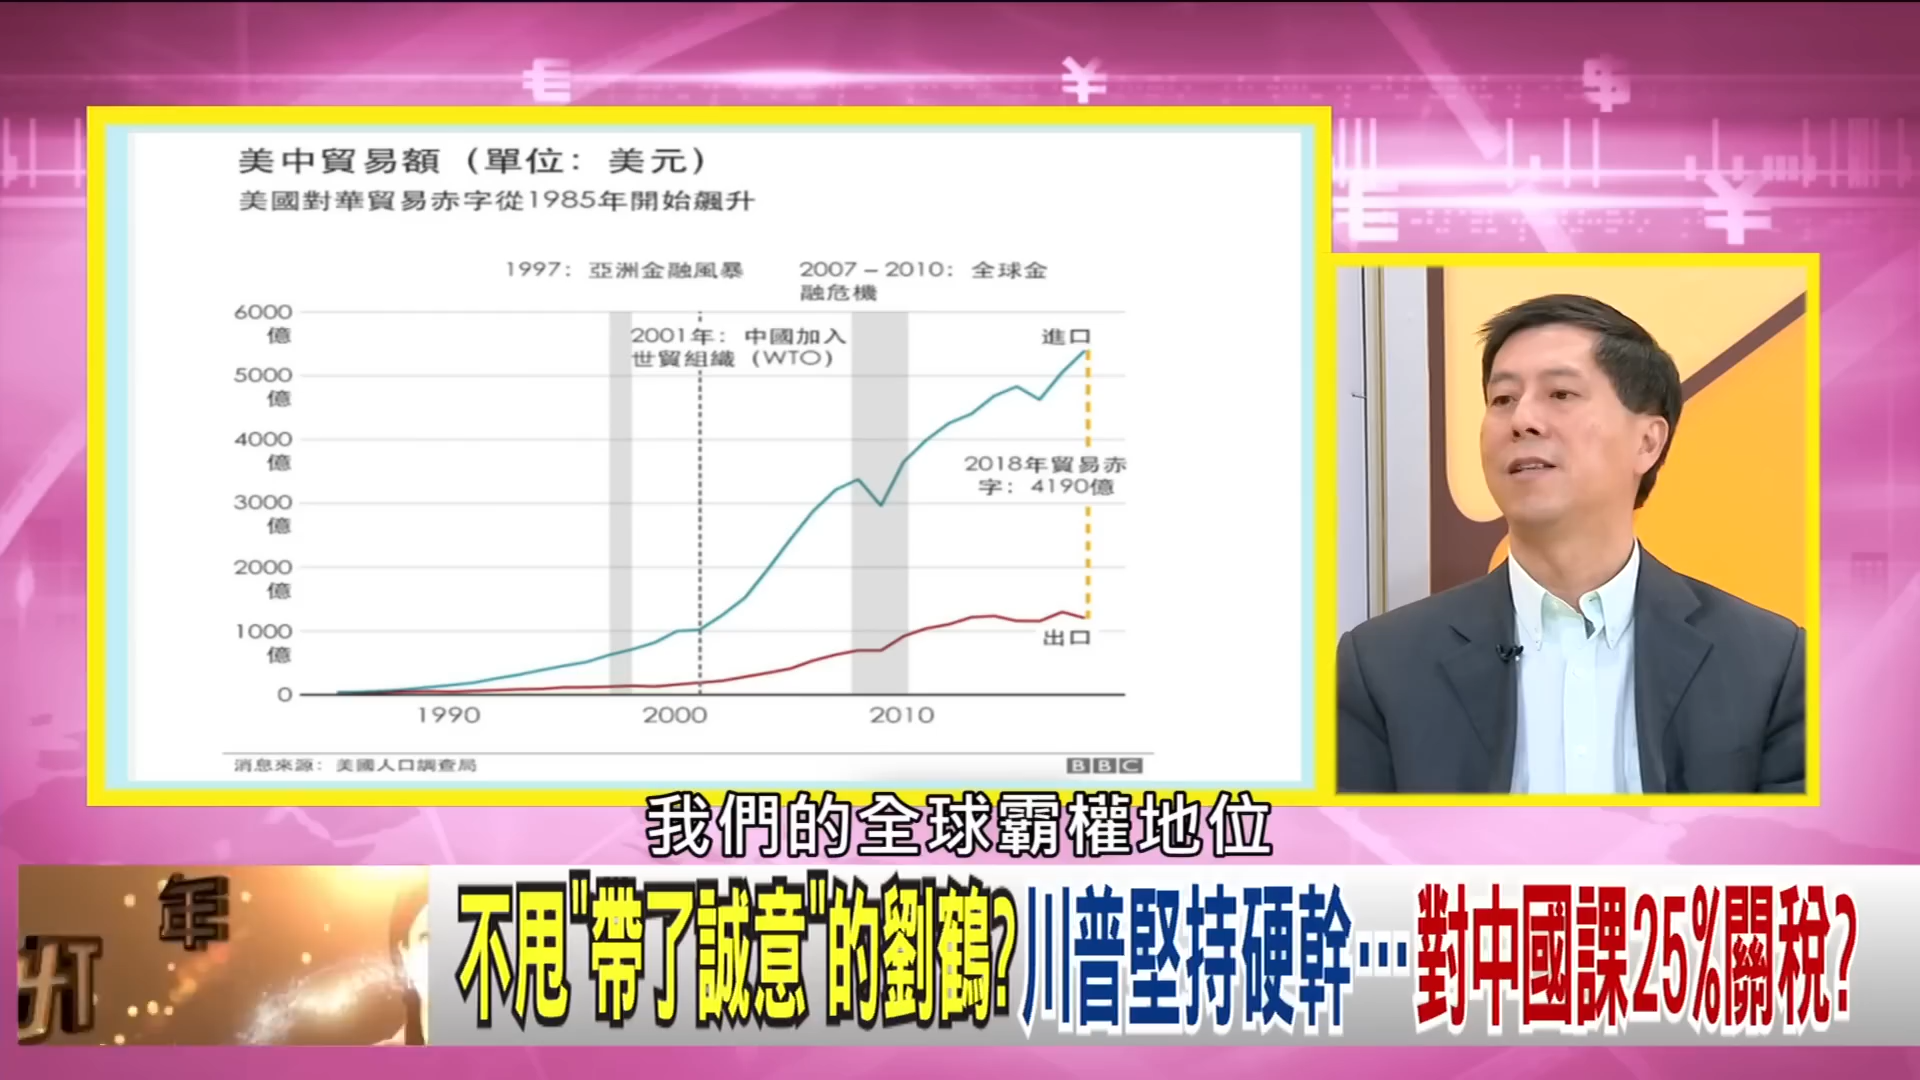 美中貿易額（單位：美元）
美國對華貿易赤字從1985年開始飆升
1997：亞洲金融風暴
2007－2010：全球金
融危機
2001年：中國加入
世貿組織（WTO）
進口
6000
億
5000
億
4000
億
3000
億
2000
億
1000
億
0
2018年貿易赤
字：4190億
出口
1990
2000
2010
消息來源：美國人口調查局
BBC
我們的全球霸權地位
年
不甩"帶了誠意"的劉鶴?川普堅持硬幹…對中國課25%關稅?